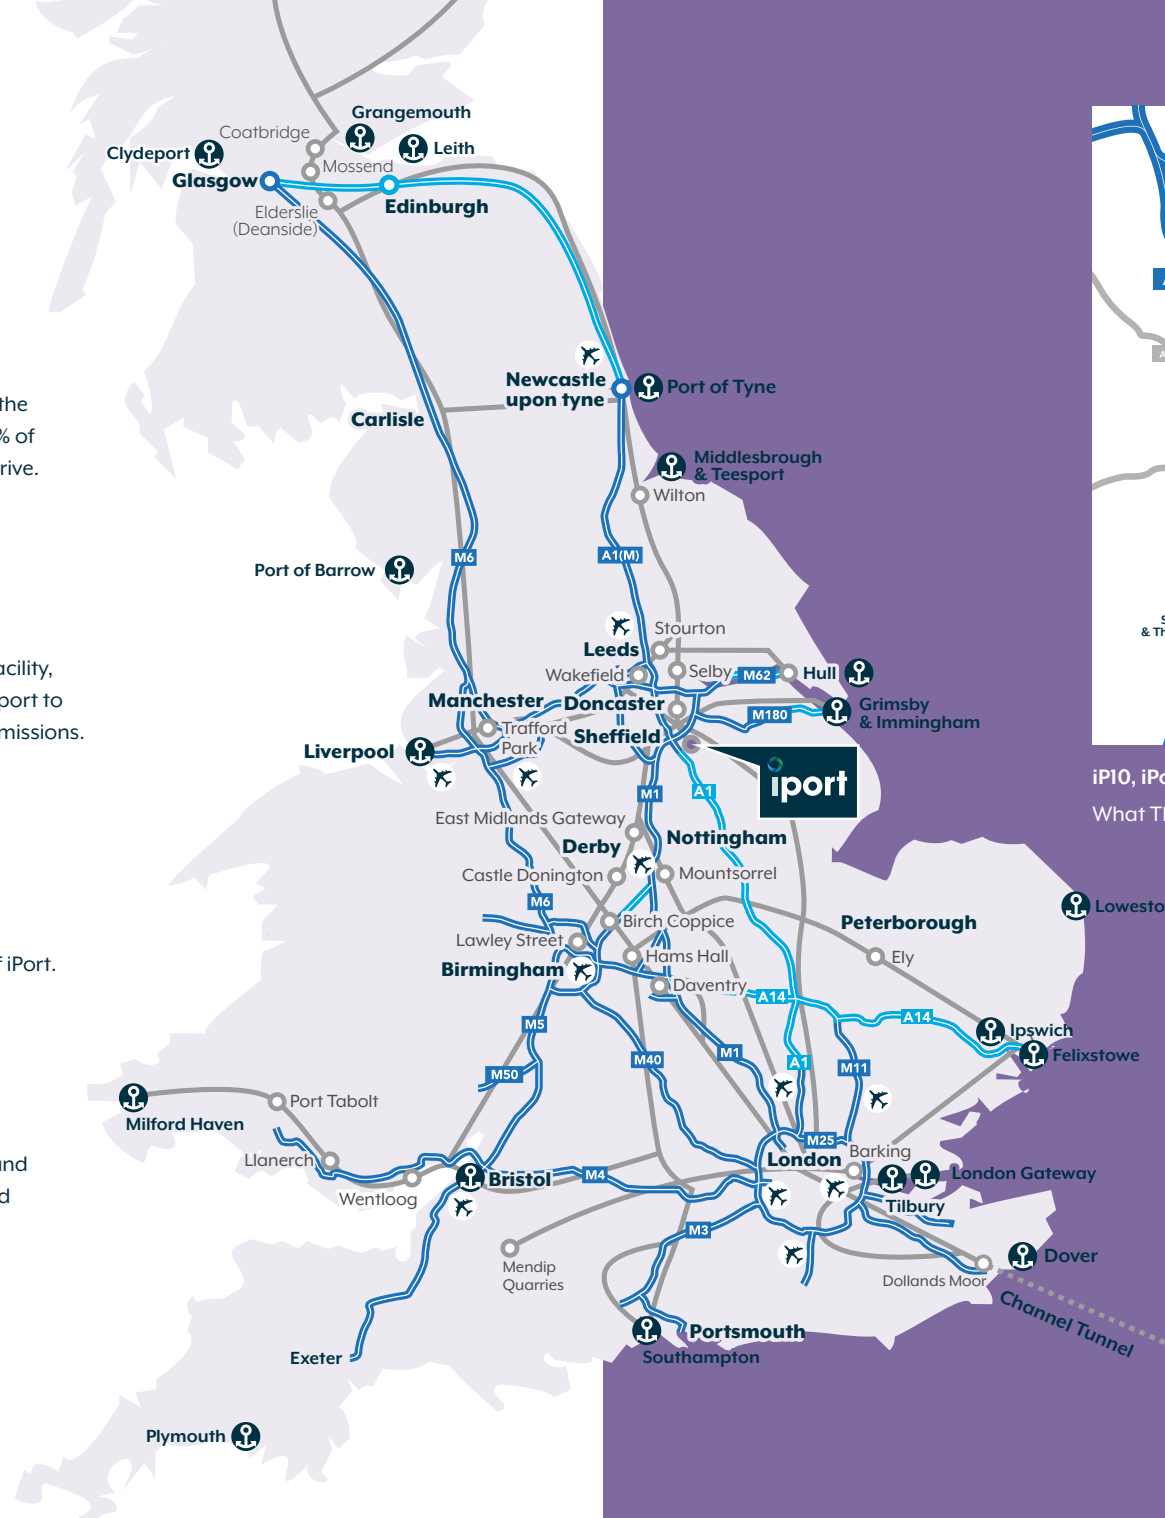 the
% of
rive.
acility,
port to
missions.
f iPort.
and
d
Grangemouth
Coatbridge
Clydeport
Leith
Mossend
Glasgow
Edinburgh
Elderslie
(Deanside)
Newcastle
upon tyne
Port of Tyne
Carlisle
Middlesbrough
& Teesport
Wilton
M6
A1(M)
Port of Barrow
Stourton
Leeds
Wakefield
Selby
M62
Hull
Manchester
Doncaster
Grimsby
& Immingham
M180
Trafford
Park
Sheffield
Liverpool
iport
M1
A1
East Midlands Gateway
Derby
Nottingham
Castle Donington
Mountsorrel
M6
Lowesto
Birch Coppice
Peterborough
Lawley Street
Hams Hall
Ely
Birmingham
Daventry
A14
A14
M5
Ipswich
M40
M1
A1
Felixstowe
M50
M11
Port Tabolt
Milford Haven
M25
Barking
Llanerch
London
Bristol
M4
London Gateway
Wentloog
Tilbury
M3
Mendip
Quarries
Dover
Dollands Moor
Channel Tunnel
Portsmouth
Southampton
Exeter
Plymouth
& Th
iP10, iPo
What Th